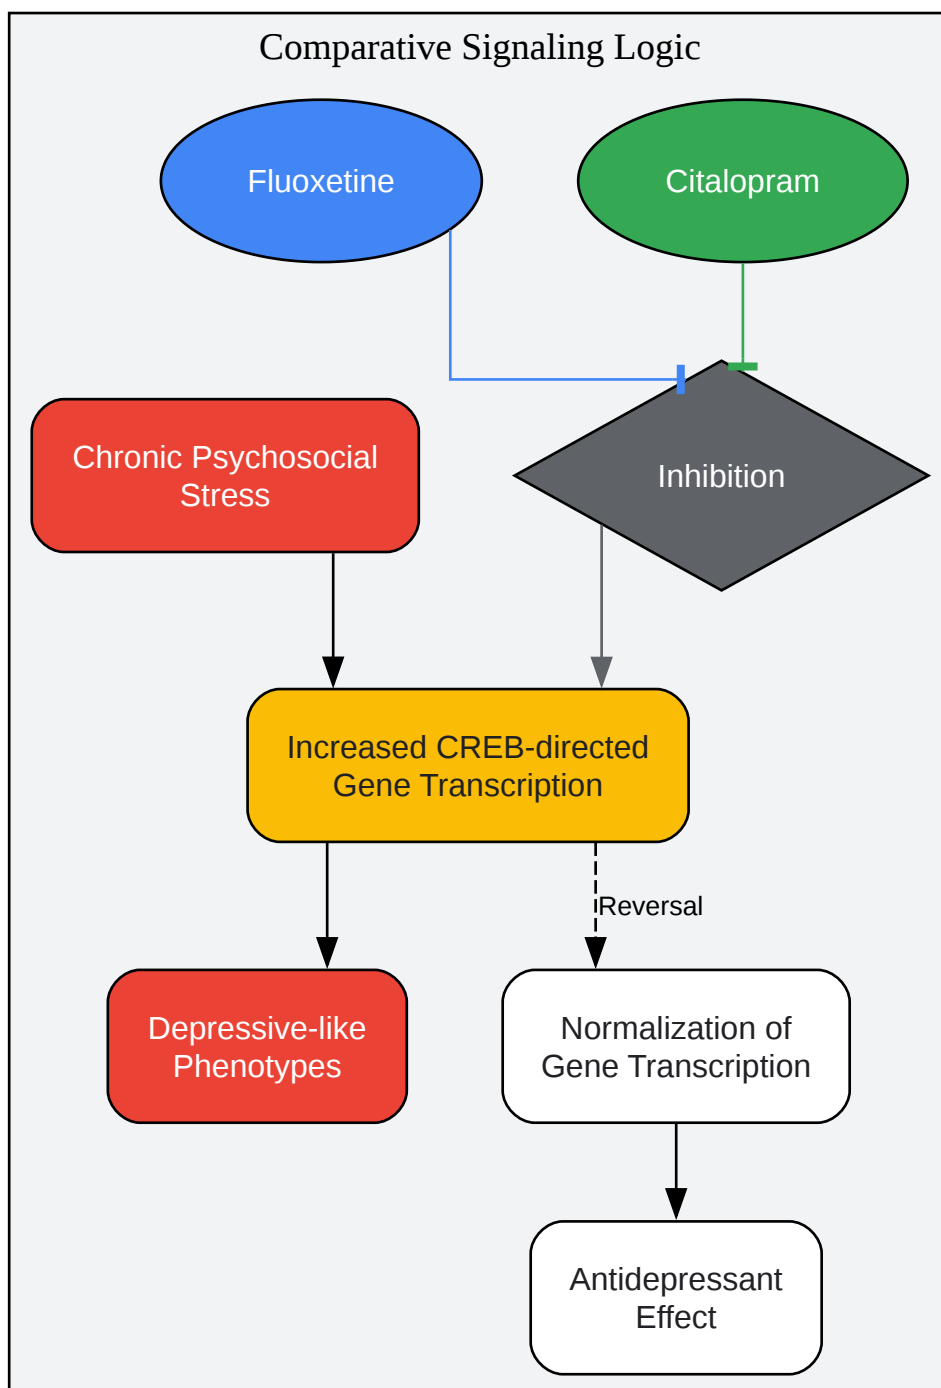 Comparative Signaling Logic
Fluoxetine
Citalopram
Chronic Psychosocial
Stress
Inhibition
Increased CREB-directed
Gene Transcription
Reversal
Depressive-like
Phenotypes
Normalization of
Gene Transcription
Antidepressant
Effect